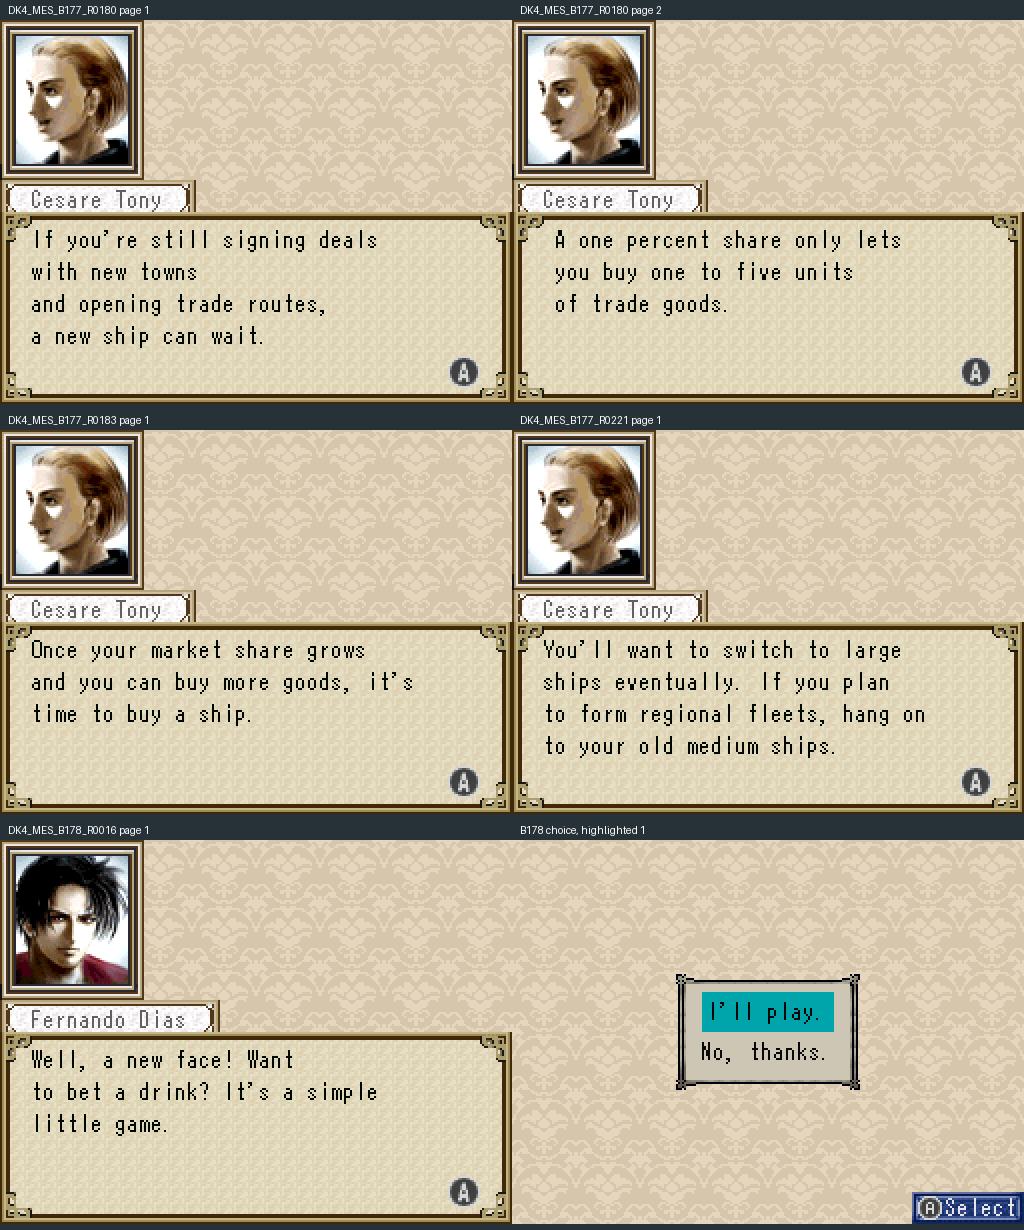 DK4_MES_B177_R0180 page 1
Cesare Tony
If you're still signing deals
with new towns
and opening trade routes,
a new ship can wait.
A
DK4_MES_B177_R0180 page 2
Cesare Tony
A one percent share only lets
you buy one to five units
of trade goods.
A
DK4_MES_B177_R0183 page 1
Cesare Tony
Once your market share grows
and you can buy more goods, it's
time to buy a ship.
A
DK4_MES_B177_R0221 page 1
Cesare Tony
You'll want to switch to large
ships eventually. If you plan
to form regional fleets, hang on
to your old medium ships.
A
DK4_MES_B178_R0016 page 1
Fernando Dias
Well, a new face! Want
to bet a drink? It's a simple
little game.
A
B178 choice, highlighted 1
I'll play.
No, thanks.
A Select